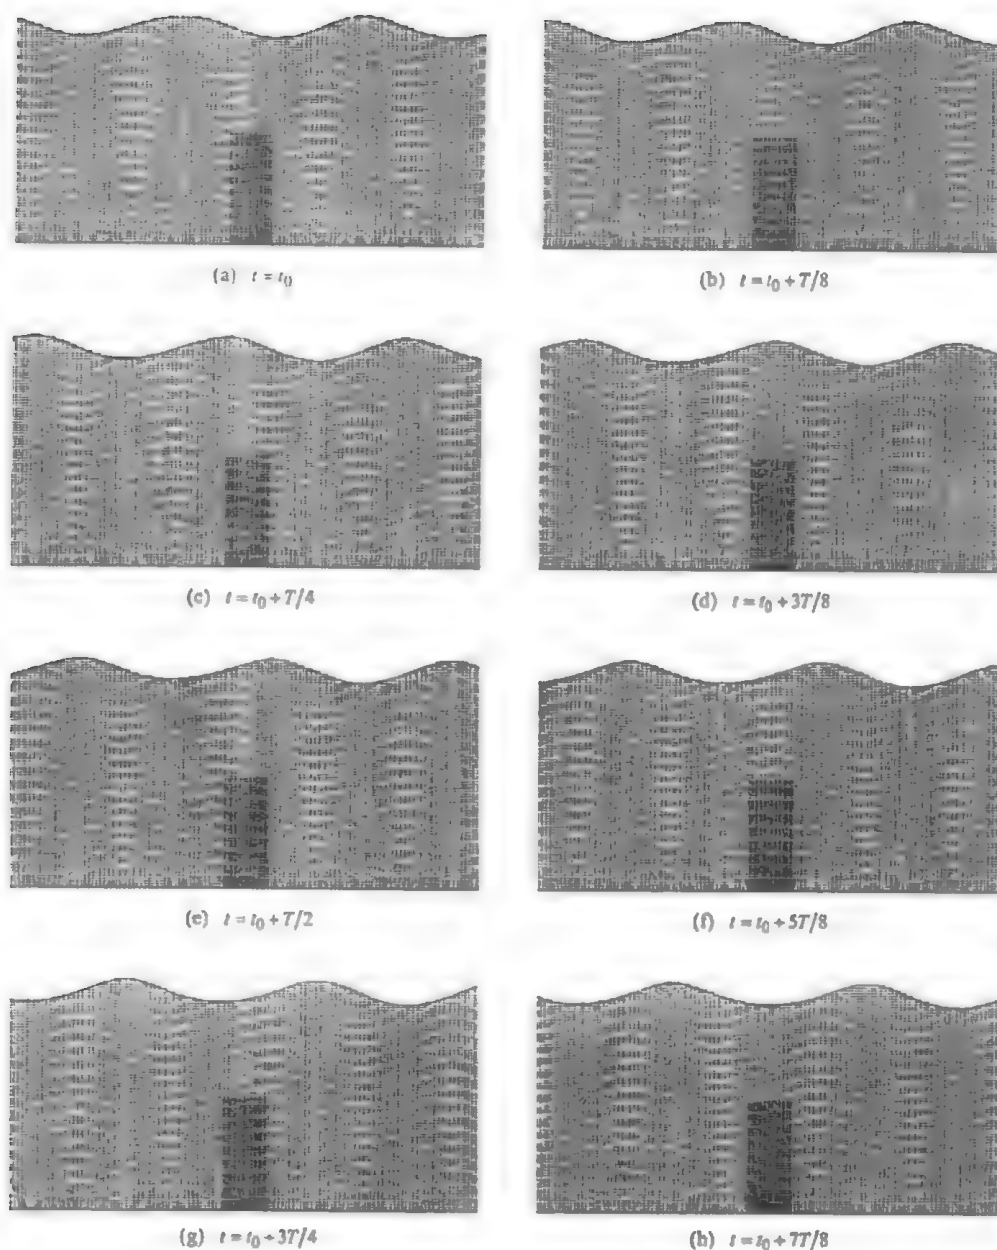 (a) t = t₀
(b) t = t₀ + T/8
(c) t = t₀ + T/4
(d) t = t₀ + 3T/8
(e) t = t₀ + T/2
(f) t = t₀ + 5T/8
(g) t = t₀ + 3T/4
(h) t = t₀ + 7T/8